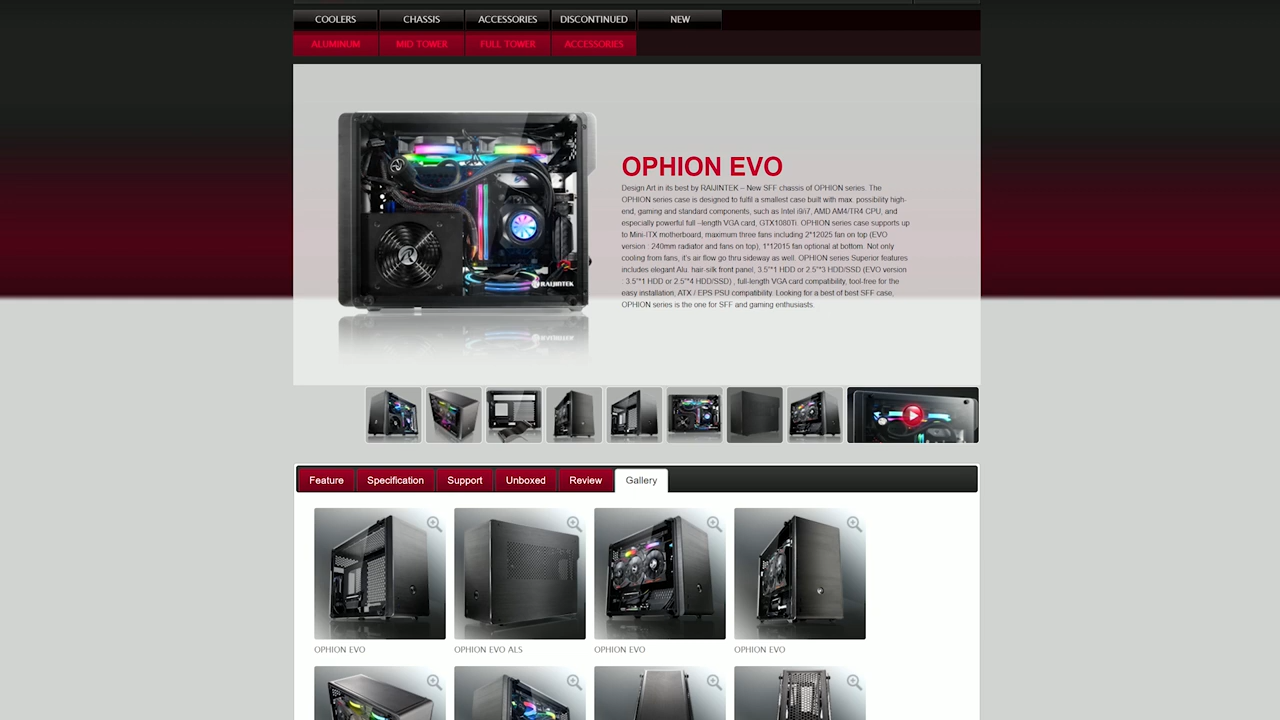 COOLERS CHASSIS ACCESSORIES DISCONTINUED NEW
ALUMINUM MID TOWER FULL TOWER ACCESSORIES
OPHION EVO
Design Art in its best by RAIJINTEK – New SFF chassis of OPHION series. The
OPHION series case is designed to fulfil a smallest case built with max. possibility high-
end, gaming and standard components, such as Intel i9/i7, AMD AM4/TR4 CPU, and
especially powerful full –length VGA card, GTX1080Ti. OPHION series case supports up
to Mini-ITX motherboard, maximum three fans including 2*12025 fan on top (EVO
version : 240mm radiator and fans on top), 1*12015 fan optional at bottom. Not only
cooling from fans, it's air flow go thru sideway as well. OPHION series Superior features
includes elegant Alu. hair-silk front panel, 3.5"*1 HDD or 2.5"*3 HDD/SSD (EVO version
: 3.5"*1 HDD or 2.5"*4 HDD/SSD) , full-length VGA card compatibility, tool-free for the
easy installation, ATX / EPS PSU compatibility. Looking for a best of best SFF case,
OPHION series is the one for SFF and gaming enthusiasts.
RAIJINTEK
Feature Specification Support Unboxed Review Gallery
OPHION EVO OPHION EVO ALS OPHION EVO OPHION EVO